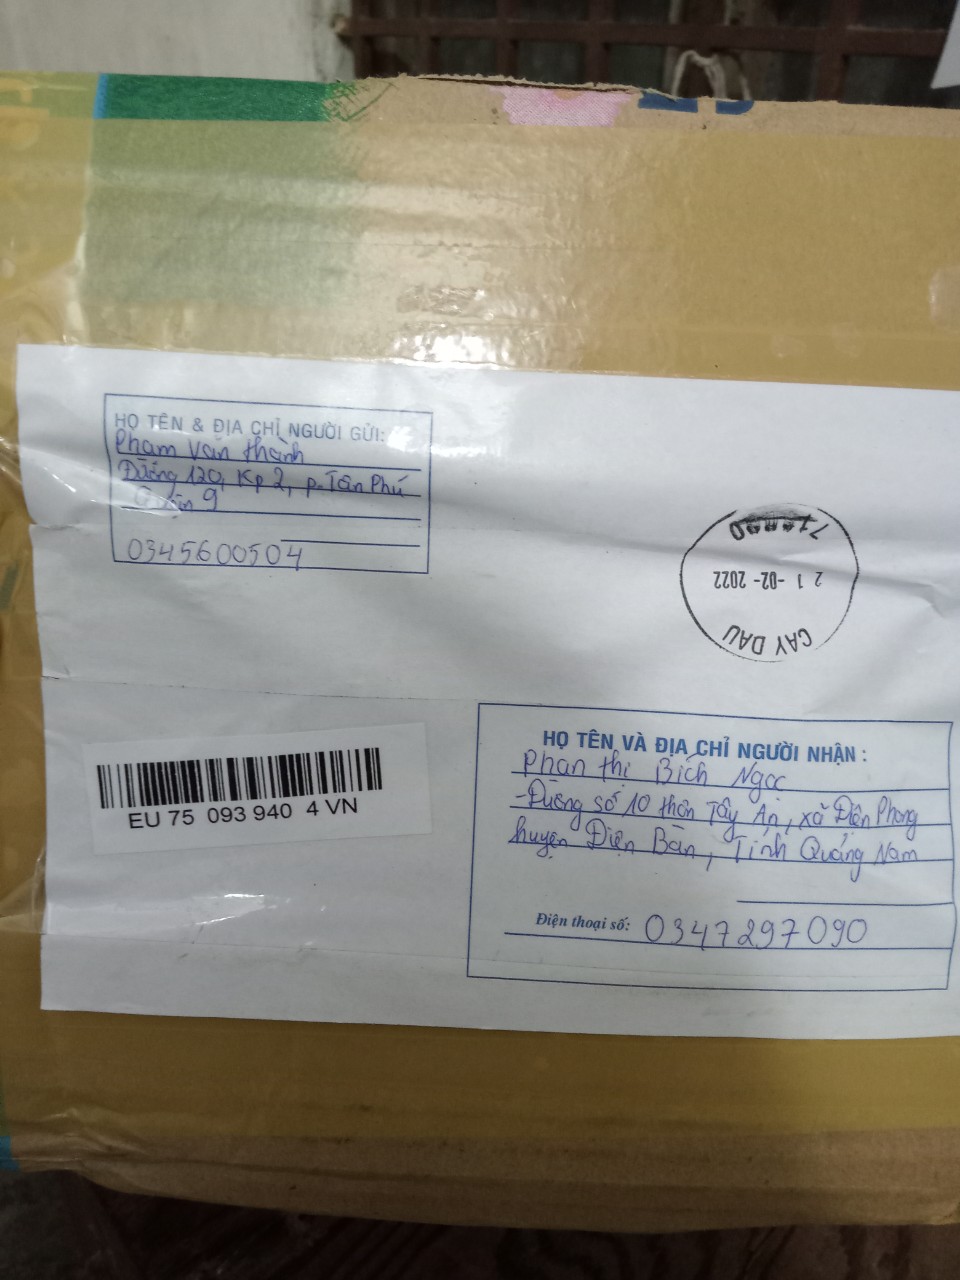 HỌ TÊN & ĐỊA CHỈ NGƯỜI GỬI:
Phạm Văn Thành
Đường 120, Kp 2, p. Tân Phú
Quận 9
0345600504
21-02-2022
CAY DAU
EU 75 093 940 4 VN
HỌ TÊN VÀ ĐỊA CHỈ NGƯỜI NHẬN:
Phan Thị Bích Ngọc
-Đường số 10 thôn Tây An, xã Điện Phong
huyện Điện Bàn, Tỉnh Quảng Nam
Điện thoại số: 0347297090